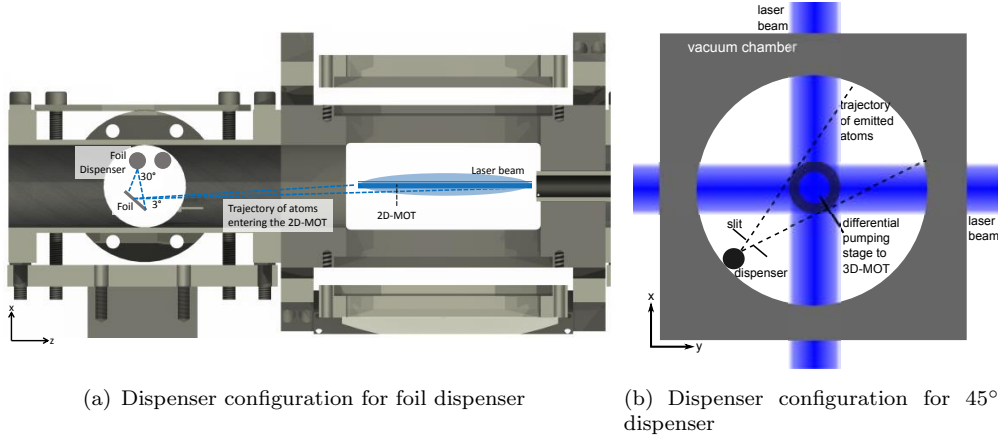 Foil
Dispenser
30°
Foil
3°
Trajectory of atoms
entering the 2D-MOT
Laser beam
2D-MOT
x
z
(a) Dispenser configuration for foil dispenser
laser
beam
vacuum chamber
trajectory
of emitted
atoms
slit
dispenser
differential
pumping
stage to
3D-MOT
laser
beam
x
y
(b) Dispenser configuration for 45°
dispenser